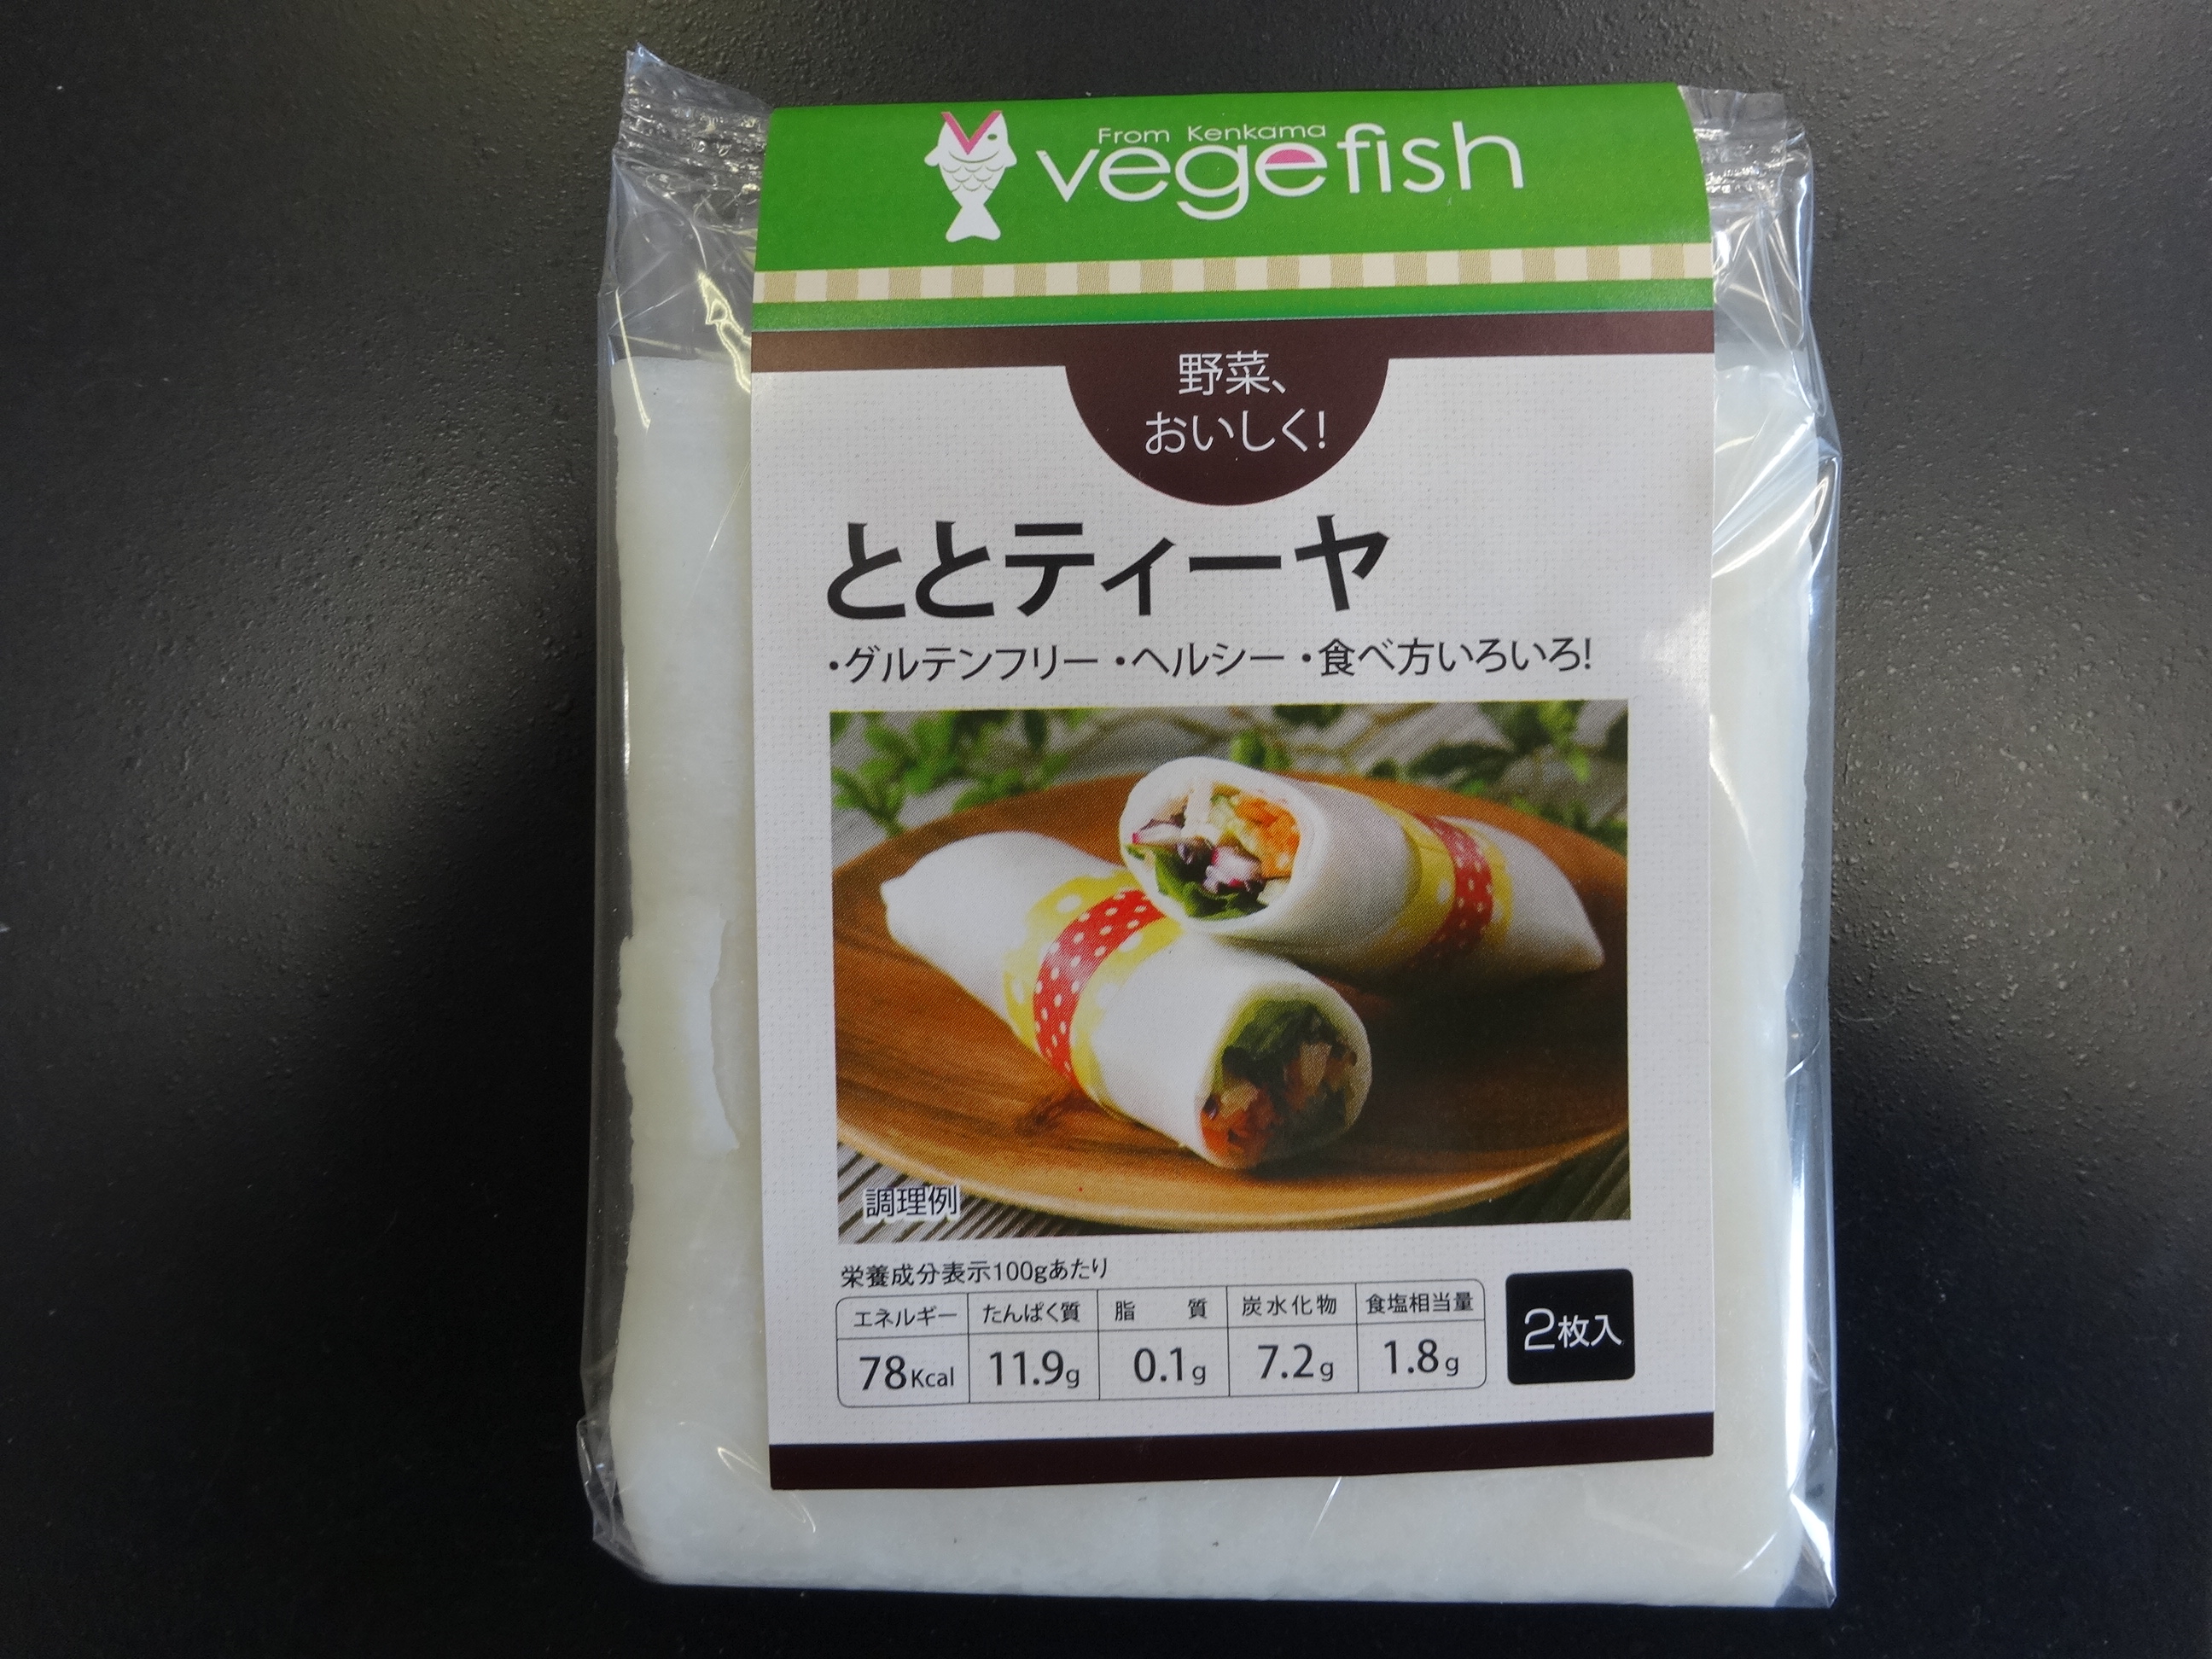 From Kenkama
vegefish
野菜、
おいしく!
ととティーヤ
・グルテンフリー ・ヘルシー ・食べ方いろいろ!
調理例
栄養成分表示100gあたり
エネルギー たんぱく質 脂 質 炭水化物 食塩相当量
78Kcal 11.9g 0.1g 7.2g 1.8g
2枚入